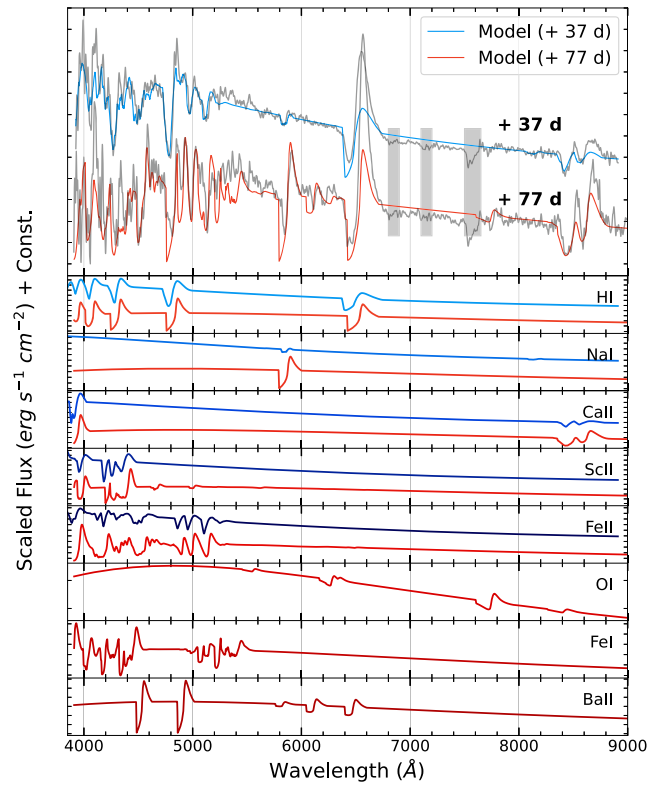 Model (+ 37 d)
Model (+ 77 d)
+ 37 d
+ 77 d
Scaled Flux (erg s⁻¹ cm⁻²) + Const.
HI
NaI
CaII
ScII
FeII
OI
FeI
BaII
4000 5000 6000 7000 8000 9000
Wavelength (Å)